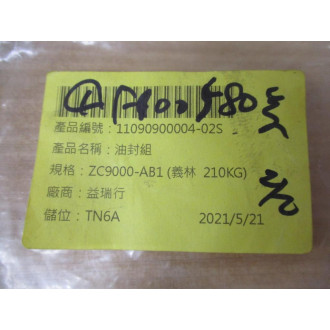 產品編號：11090900004-02S
產品名稱：油封組
規格：ZC9000-AB1 (義林 210KG)
廠商：益瑞行
儲位：TN6A 2021/5/21